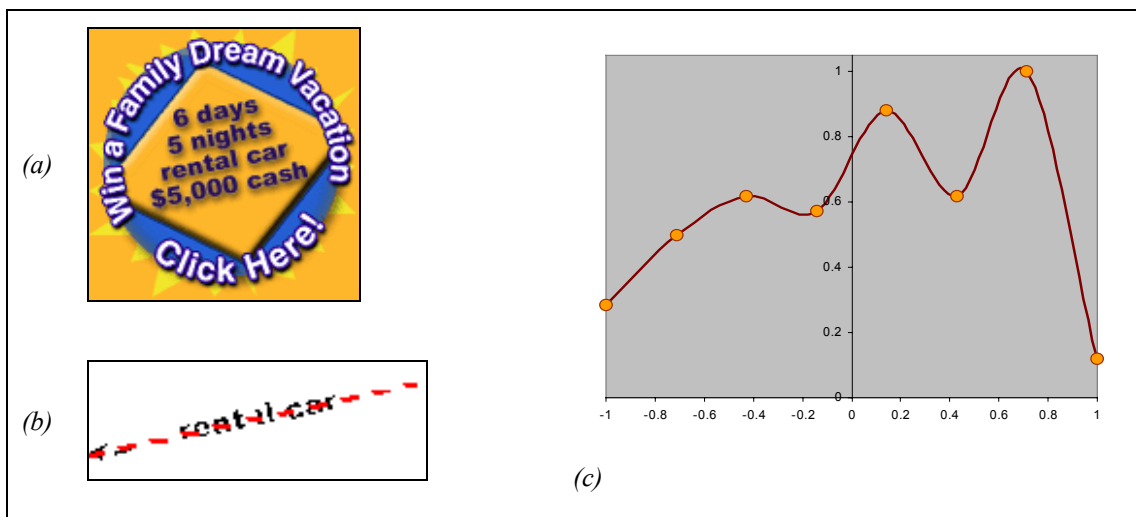 (a)
Win a Family Dream Vacation
6 days
5 nights
rental car
$5,000 cash
Click Here!
(b)
rental car
1
0.8
0.6
0.4
0.2
0
-1 -0.8 -0.6 -0.4 -0.2 0 0.2 0.4 0.6 0.8 1
(c)